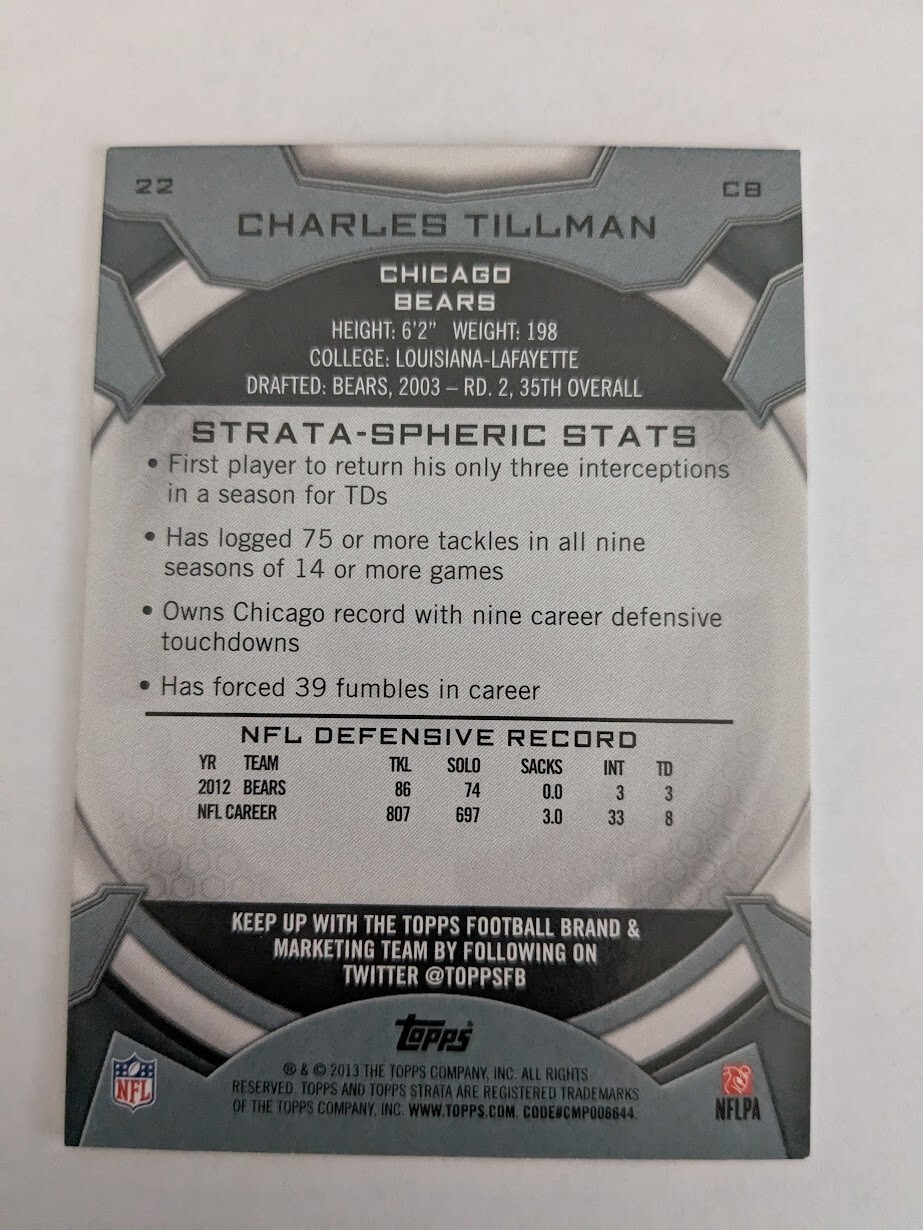 22 CB
CHARLES TILLMAN
CHICAGO
BEARS
HEIGHT: 6'2" WEIGHT: 198
COLLEGE: LOUISIANA-LAFAYETTE
DRAFTED: BEARS, 2003 – RD. 2, 35TH OVERALL
STRATA-SPHERIC STATS
• First player to return his only three interceptions
in a season for TDs
• Has logged 75 or more tackles in all nine
seasons of 14 or more games
• Owns Chicago record with nine career defensive
touchdowns
• Has forced 39 fumbles in career
NFL DEFENSIVE RECORD
YR TEAM TKL SOLO SACKS INT TD
2012 BEARS 86 74 0.0 3 3
NFL CAREER 807 697 3.0 33 8
KEEP UP WITH THE TOPPS FOOTBALL BRAND &
MARKETING TEAM BY FOLLOWING ON
TWITTER @TOPPSFB
topps
® & © 2013 THE TOPPS COMPANY, INC. ALL RIGHTS
RESERVED. TOPPS AND TOPPS STRATA ARE REGISTERED TRADEMARKS
OF THE TOPPS COMPANY, INC. WWW.TOPPS.COM. CODE#CMP006644.
NFL
NFLPA